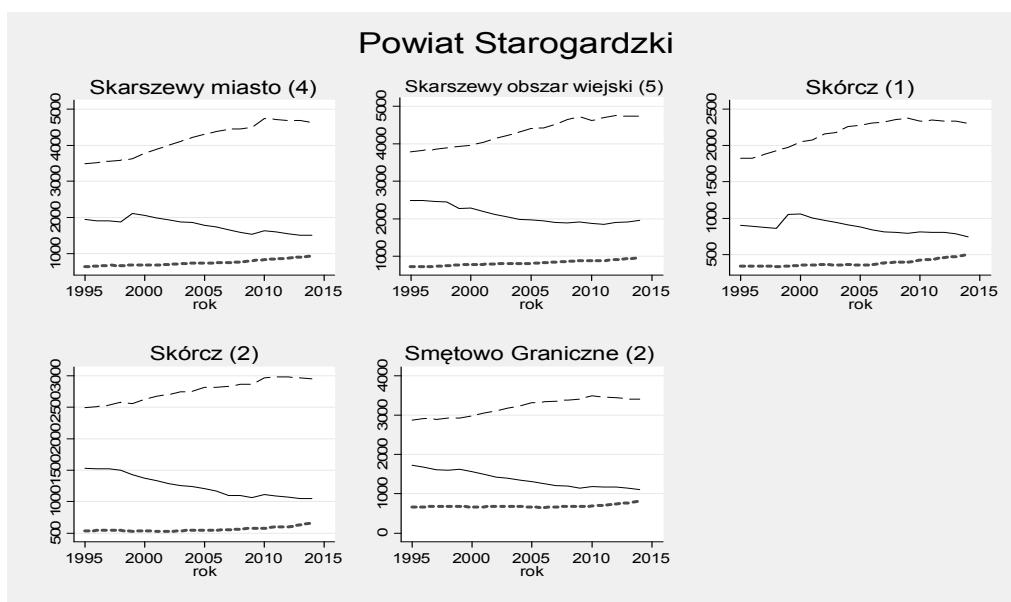 Powiat Starogardzki
Skarszewy miasto (4)
5000
4000
3000
2000
1000
1995 2000 2005 2010 2015
rok
Skarszewy obszar wiejski (5)
5000
4000
3000
2000
1000
1995 2000 2005 2010 2015
rok
Skórcz (1)
2500
2000
1500
1000
500
1995 2000 2005 2010 2015
rok
Skórcz (2)
3000
2500
2000
1500
1000
500
1995 2000 2005 2010 2015
rok
Smętowo Graniczne (2)
4000
3000
2000
1000
0
1995 2000 2005 2010 2015
rok